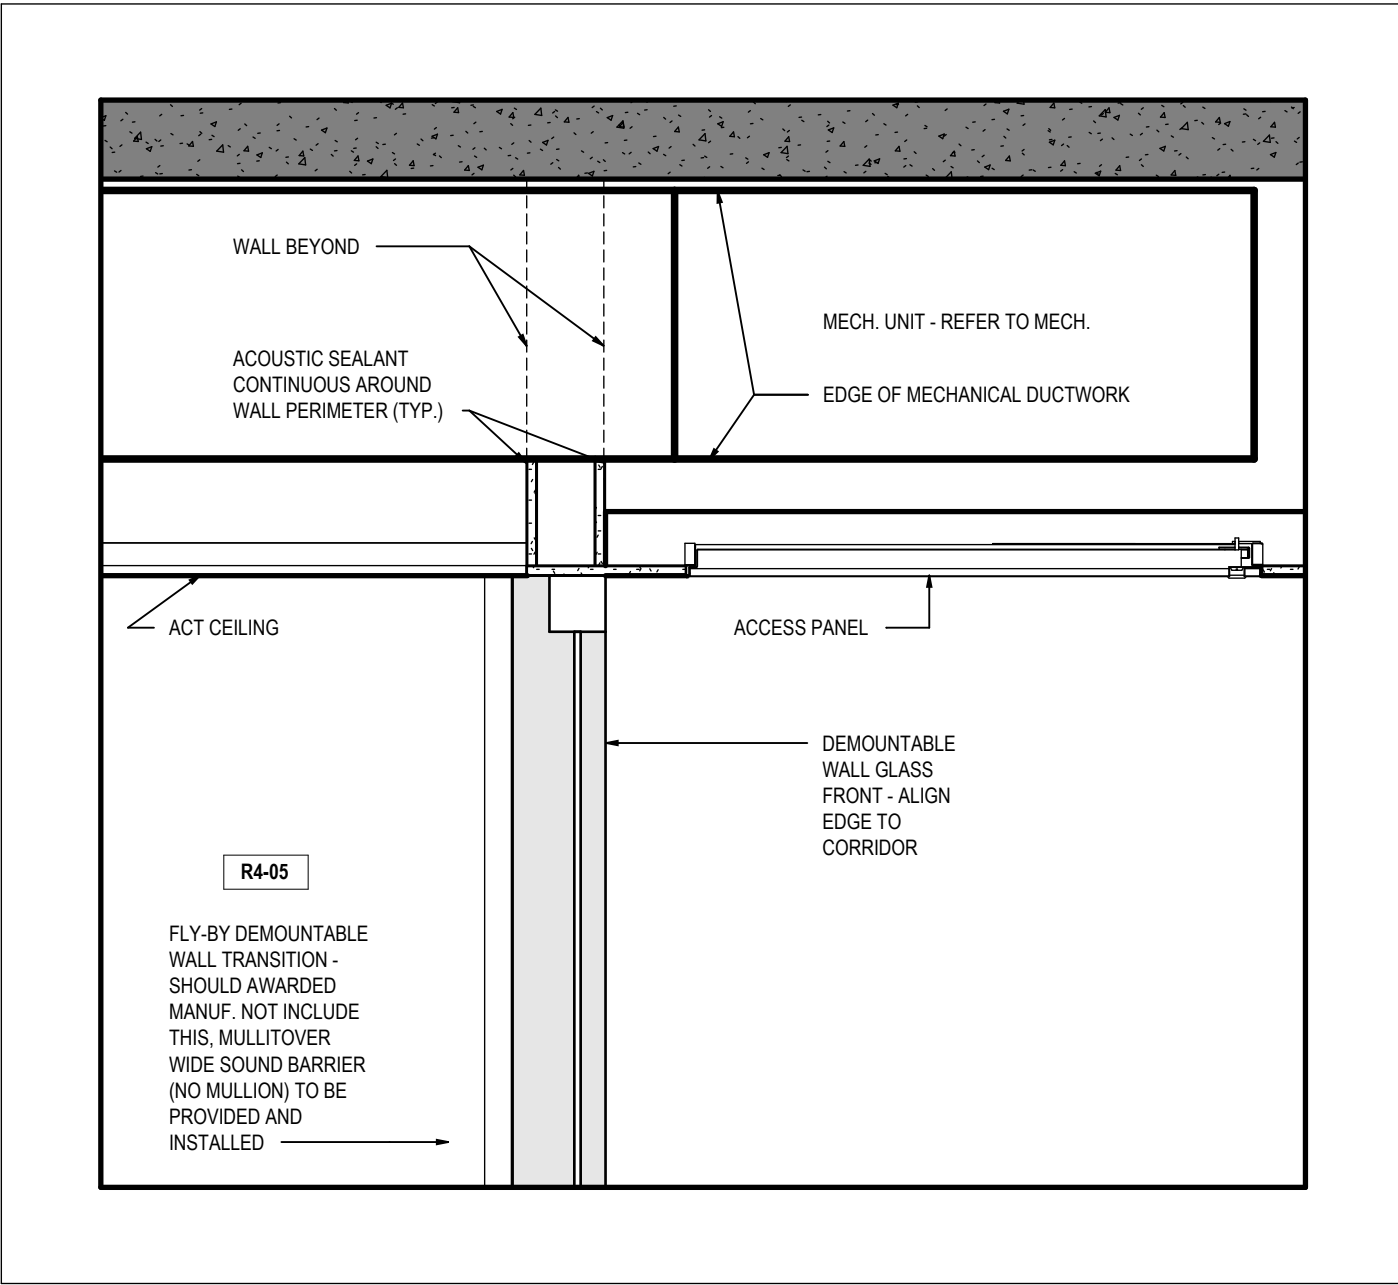 WALL BEYOND
MECH. UNIT - REFER TO MECH.
ACOUSTIC SEALANT
CONTINUOUS AROUND
WALL PERIMETER (TYP.)
EDGE OF MECHANICAL DUCTWORK
ACT CEILING
ACCESS PANEL
DEMOUNTABLE
WALL GLASS
FRONT - ALIGN
EDGE TO
CORRIDOR
R4-05
FLY-BY DEMOUNTABLE
WALL TRANSITION -
SHOULD AWARDED
MANUF. NOT INCLUDE
THIS, MULLITOVER
WIDE SOUND BARRIER
(NO MULLION) TO BE
PROVIDED AND
INSTALLED